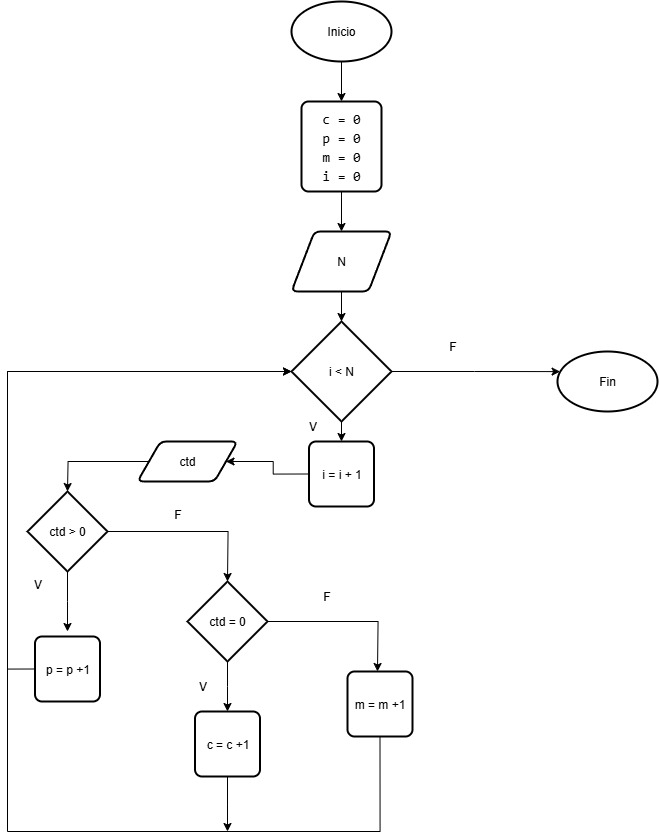 Inicio
c = 0
p = 0
m = 0
i = 0
N
i < N
F
Fin
V
i = i + 1
ctd
ctd > 0
F
V
ctd = 0
F
p = p +1
V
m = m +1
c = c +1